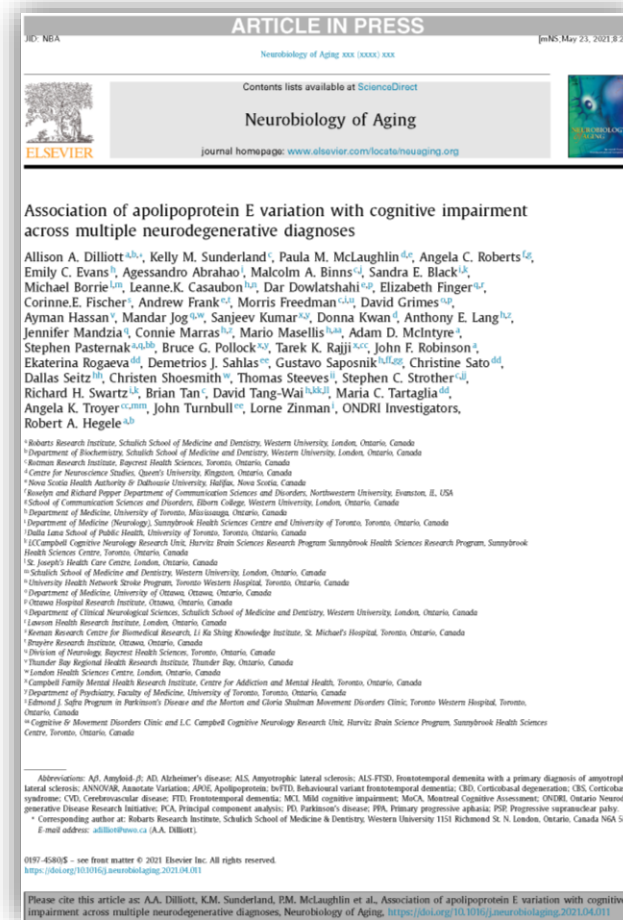 ARTICLE IN PRESS
JID: NBA
[mNS;May 23, 2021;8:2
Neurobiology of Aging xxx (xxxx) xxx
Contents lists available at ScienceDirect
Neurobiology of Aging
journal homepage: www.elsevier.com/locate/neuaging.org
ELSEVIER
NEUROBIOLOGY
AGING
Association of apolipoprotein E variation with cognitive impairment
across multiple neurodegenerative diagnoses
Allison A. Dilliott a,b,*, Kelly M. Sunderland c, Paula M. McLaughlin d,e, Angela C. Roberts f,g,
Emily C. Evans h, Agessandro Abrahao i, Malcolm A. Binns c,j, Sandra E. Black i,k,
Michael Borrie l,m, Leanne.K. Casaubon h,n, Dar Dowlatshahi o,p, Elizabeth Finger q,r,
Corinne.E. Fischer s, Andrew Frank o,t, Morris Freedman c,i,u, David Grimes o,p,
Ayman Hassan v, Mandar Jog q,w, Sanjeev Kumar x,y, Donna Kwan d, Anthony E. Lang h,z,
Jennifer Mandzia q, Connie Marras h,z, Mario Masellis h,aa, Adam D. McIntyre a,
Stephen Pasternak a,q,bb, Bruce G. Pollock x,y, Tarek K. Rajji x,cc, John F. Robinson a,
Ekaterina Rogaeva dd, Demetrios J. Sahlas ee, Gustavo Saposnik h,ff,gg, Christine Sato dd,
Dallas Seitz hh, Christen Shoesmith w, Thomas Steeves ii, Stephen C. Strother c,jj,
Richard H. Swartz i,k, Brian Tan c, David Tang-Wai h,kk,ll, Maria C. Tartaglia dd,
Angela K. Troyer cc,mm, John Turnbull ee, Lorne Zinman i, ONDRI Investigators,
Robert A. Hegele a,b
a Robarts Research Institute, Schulich School of Medicine and Dentistry, Western University, London, Ontario, Canada
b Department of Biochemistry, Schulich School of Medicine and Dentistry, Western University, London, Ontario, Canada
c Rotman Research Institute, Baycrest Health Sciences, Toronto, Ontario, Canada
d Centre for Neuroscience Studies, Queen's University, Kingston, Ontario, Canada
e Nova Scotia Health Authority & Dalhousie University, Halifax, Nova Scotia, Canada
f Roxelyn and Richard Pepper Department of Communication Sciences and Disorders, Northwestern University, Evanston, IL, USA
g School of Communication Sciences and Disorders, Elborn College, Western University, London, Ontario, Canada
h Department of Medicine, University of Toronto, Mississauga, Ontario, Canada
i Department of Medicine (Neurology), Sunnybrook Health Sciences Centre and University of Toronto, Toronto, Ontario, Canada
j Dalla Lana School of Public Health, University of Toronto, Toronto, Ontario, Canada
k LCCampbell Cognitive Neurology Research Unit, Hurvitz Brain Sciences Research Program Sunnybrook Health Sciences Research Program, Sunnybrook
Health Sciences Centre, Toronto, Ontario, Canada
l St. Joseph's Health Care Centre, London, Ontario, Canada
m Schulich School of Medicine and Dentistry, Western University, London, Ontario, Canada
n University Health Network Stroke Program, Toronto Western Hospital, Toronto, Ontario, Canada
o Department of Medicine, University of Ottawa, Ottawa, Ontario, Canada
p Ottawa Hospital Research Institute, Ottawa, Ontario, Canada
q Department of Clinical Neurological Sciences, Schulich School of Medicine and Dentistry, Western University, London, Ontario, Canada
r Lawson Health Research Institute, London, Ontario, Canada
s Keenan Research Centre for Biomedical Research, Li Ka Shing Knowledge Institute, St. Michael's Hospital, Toronto, Ontario, Canada
t Bruyère Research Institute, Ottawa, Ontario, Canada
u Division of Neurology, Baycrest Health Sciences, Toronto, Ontario, Canada
v Thunder Bay Regional Health Research Institute, Thunder Bay, Ontario, Canada
w London Health Sciences Centre, London, Ontario, Canada
x Campbell Family Mental Health Research Institute, Centre for Addiction and Mental Health, Toronto, Ontario, Canada
y Department of Psychiatry, Faculty of Medicine, University of Toronto, Toronto, Ontario, Canada
z Edmond J. Safra Program in Parkinson's Disease and the Morton and Gloria Shulman Movement Disorders Clinic, Toronto Western Hospital, Toronto,
Ontario, Canada
aa Cognitive & Movement Disorders Clinic and L.C. Campbell Cognitive Neurology Research Unit, Hurvitz Brain Science Program, Sunnybrook Health Sciences
Centre, Toronto, Ontario, Canada
Abbreviations: Aβ, Amyloid-β; AD, Alzheimer's disease; ALS, Amyotrophic lateral sclerosis; ALS-FTSD, Frontotemporal dementia with a primary diagnosis of amyotroph
lateral sclerosis; ANNOVAR, Annotate Variation; APOE, Apolipoprotein; bvFTD, Behavioural variant frontotemporal dementia; CBD, Corticobasal degeneration; CBS, Corticobas
syndrome; CVD, Cerebrovascular disease; FTD, Frontotemporal dementia; MCI, Mild cognitive impairment; MoCA, Montreal Cognitive Assessment; ONDRI, Ontario Neurod
generative Disease Research Initiative; PCA, Principal component analysis; PD, Parkinson's disease; PPA, Primary progressive aphasia; PSP, Progressive supranuclear palsy.
* Corresponding author at: Robarts Research Institute, Schulich School of Medicine & Dentistry, Western University 1151 Richmond St. N. London, Ontario, Canada N6A 5
E-mail address: adilliot@uwo.ca (A.A. Dilliott).
0197-4580/$ – see front matter © 2021 Elsevier Inc. All rights reserved.
https://doi.org/10.1016/j.neurobiolaging.2021.04.011
Please cite this article as: A.A. Dilliott, K.M. Sunderland, P.M. McLaughlin et al., Association of apolipoprotein E variation with cognitive
impairment across multiple neurodegenerative diagnoses, Neurobiology of Aging, https://doi.org/10.1016/j.neurobiolaging.2021.04.011